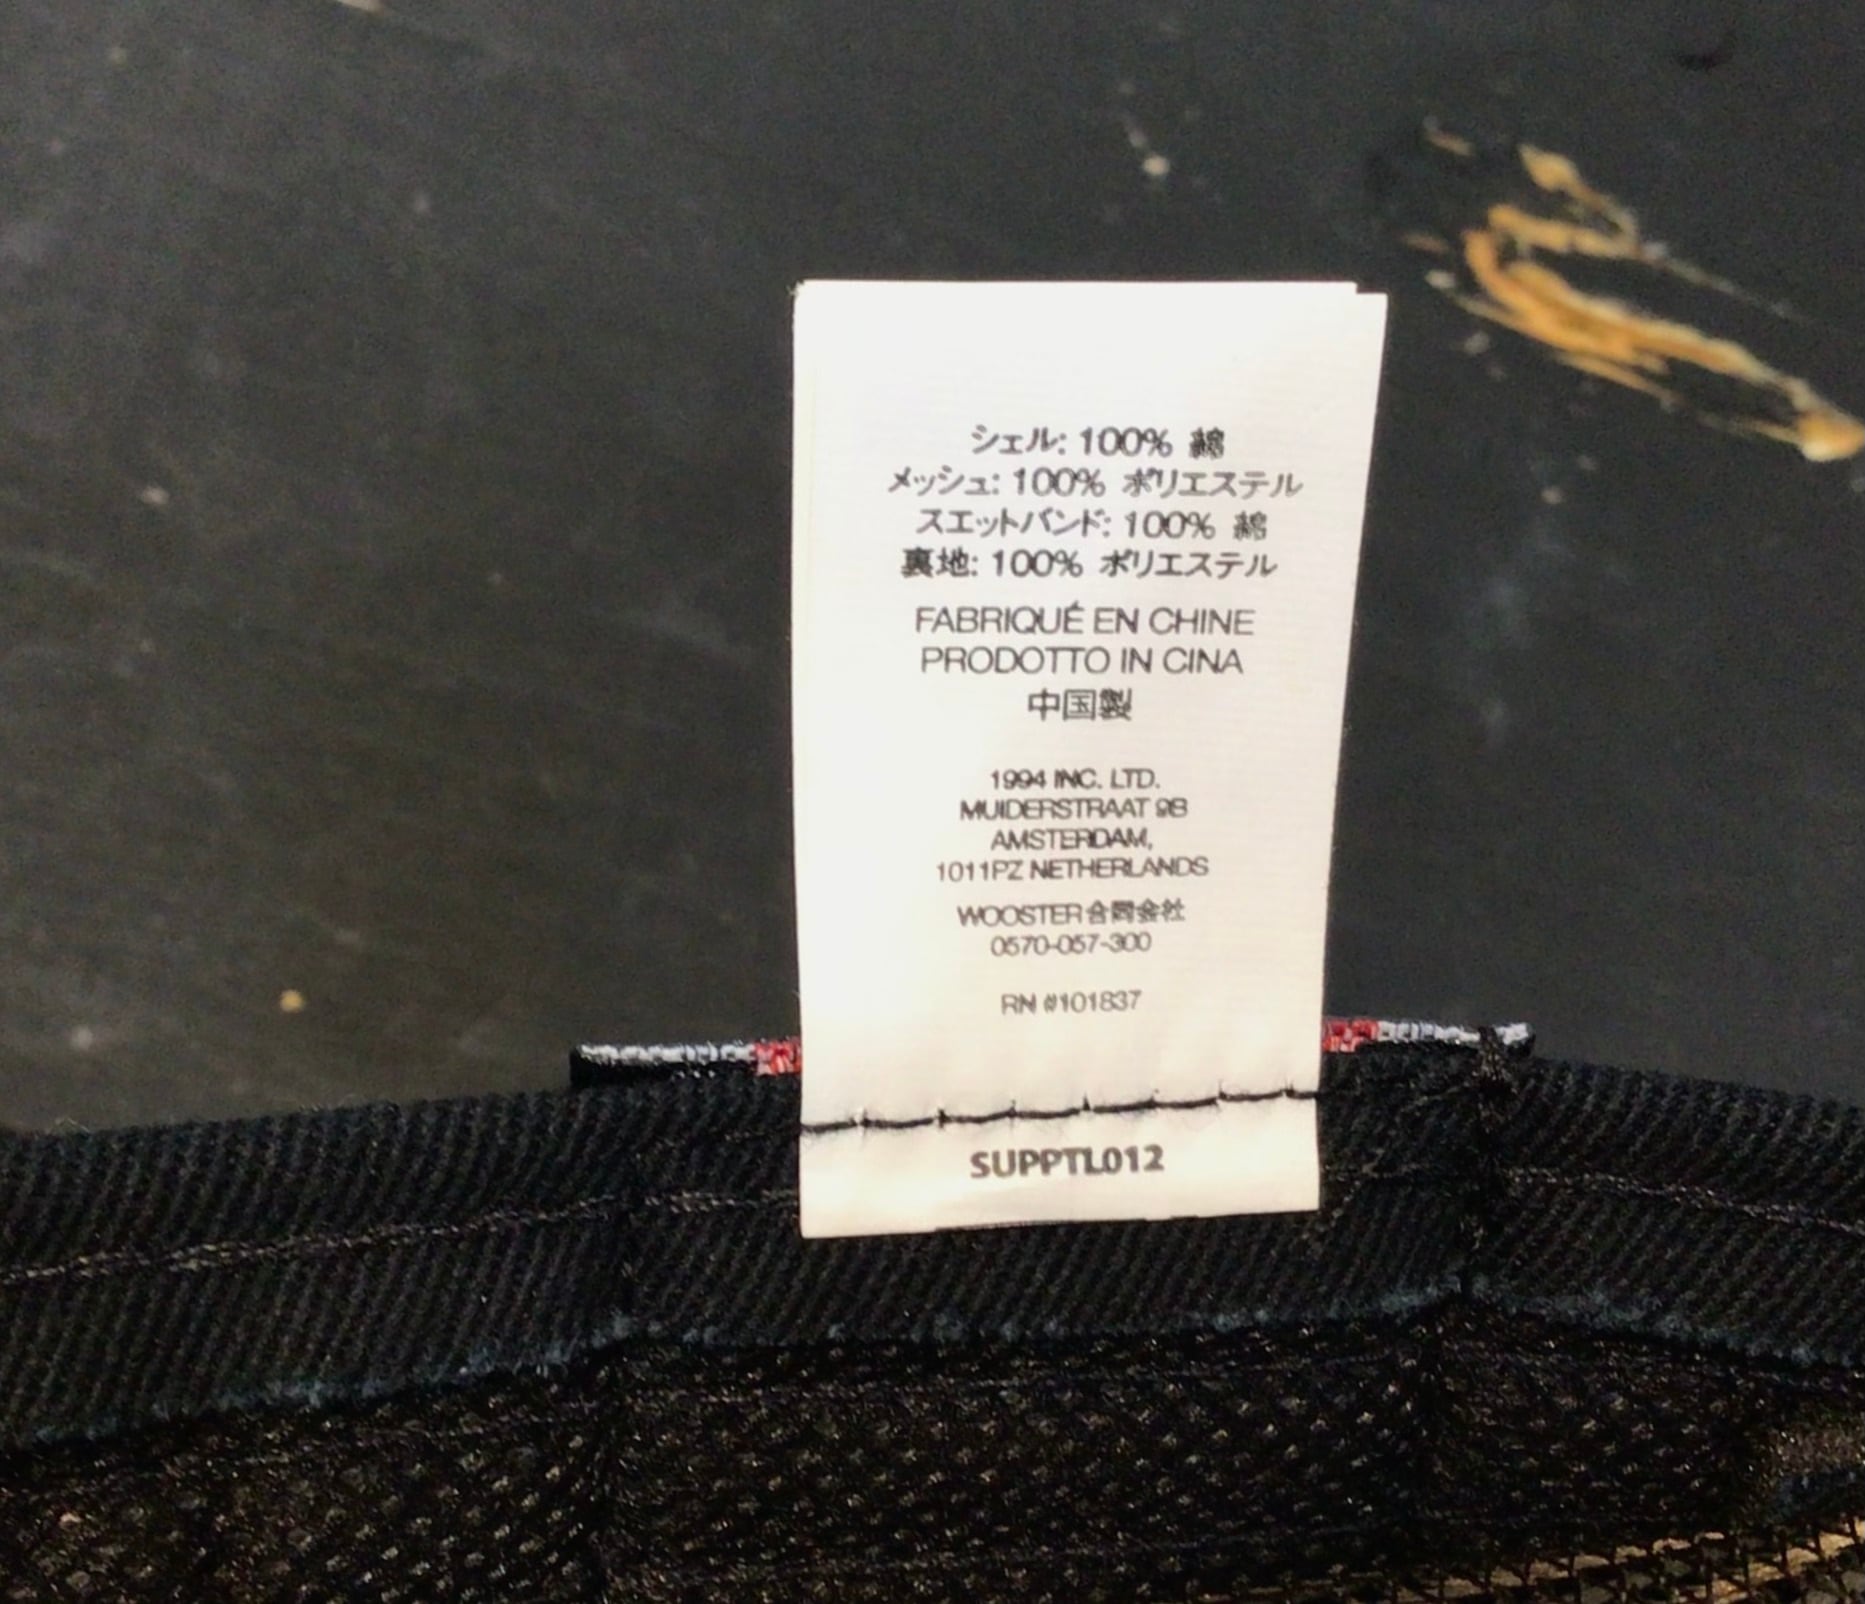 シェル: 100% 綿
メッシュ: 100% ポリエステル
スエットバンド: 100% 綿
裏地: 100% ポリエステル
FABRIQUÉ EN CHINE
PRODOTTO IN CINA
中国製
1994 INC. LTD.
MUIDERSTRAAT 9B
AMSTERDAM,
1011PZ NETHERLANDS
WOOSTER合同会社
0570-057-300
RN #101837
SUPPTL012